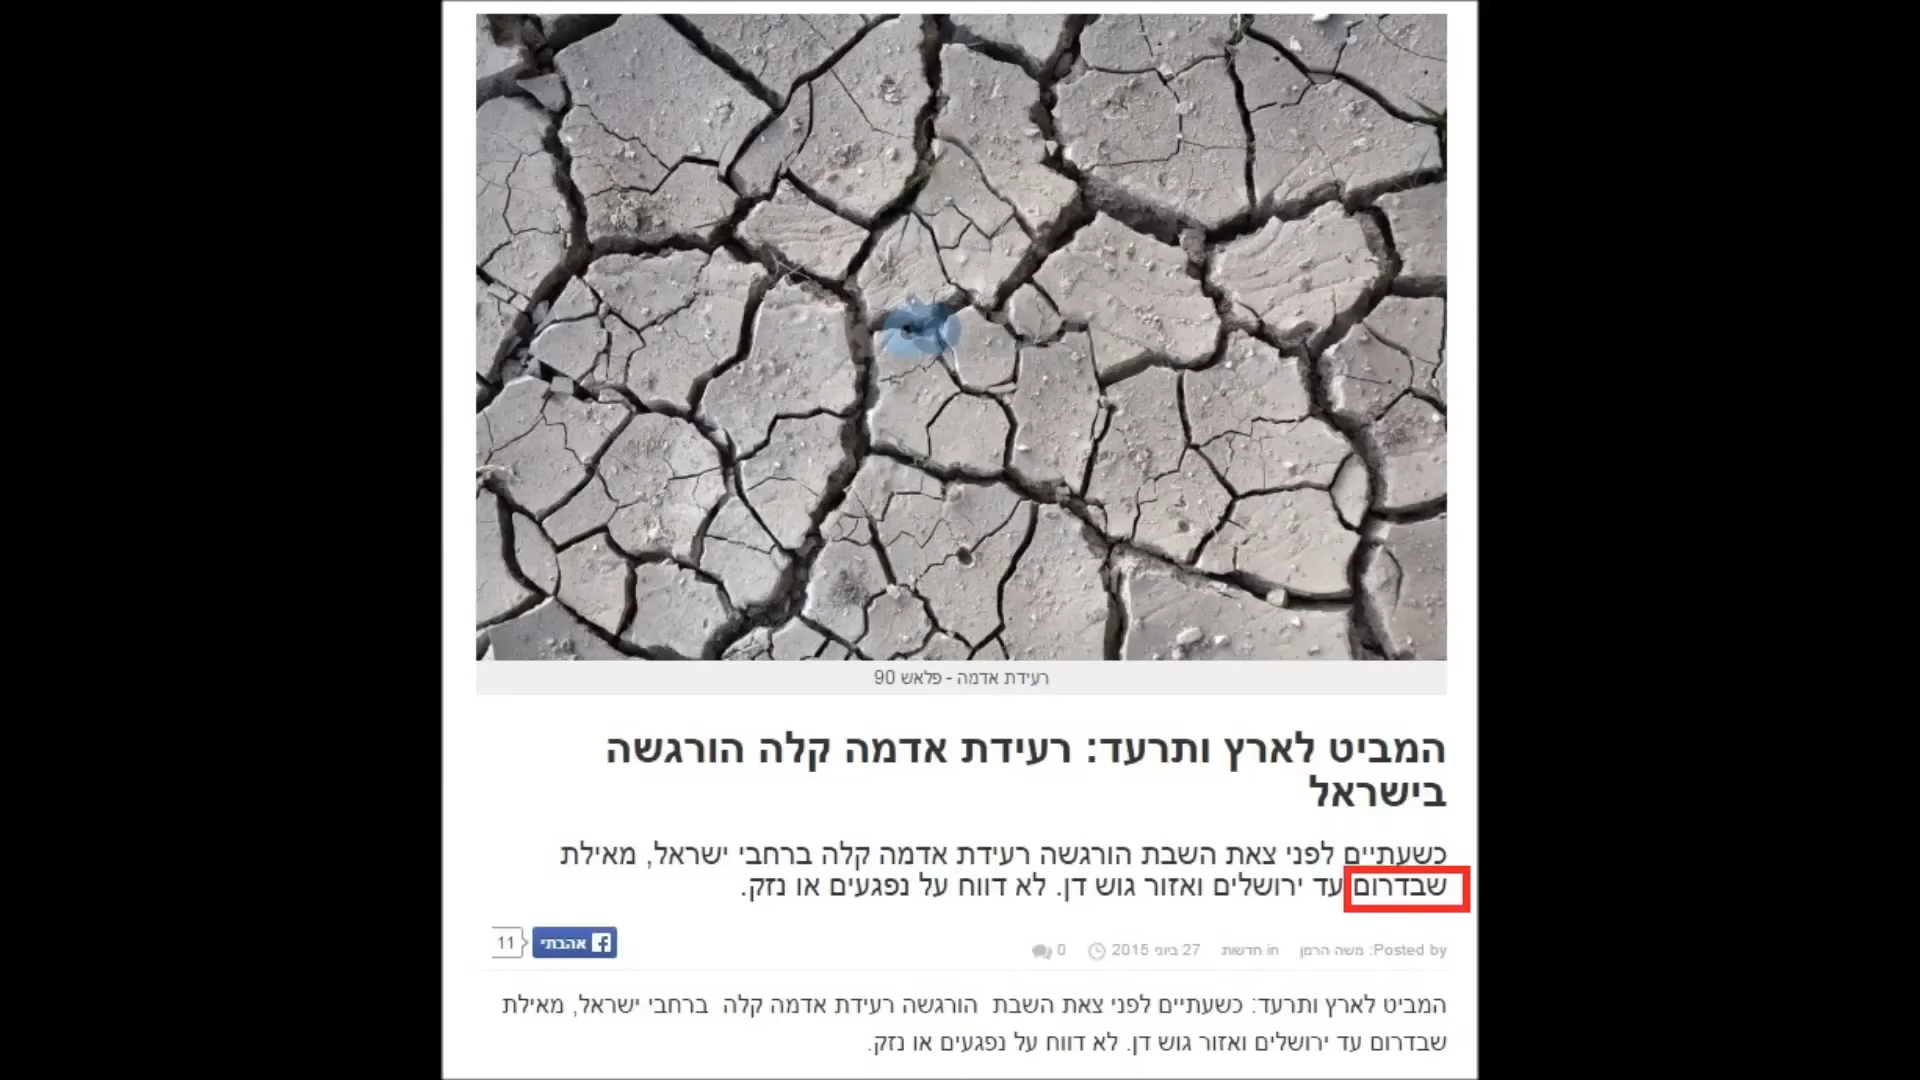 רעידת אדמה - פלאש 90
המביט לארץ ותרעד: רעידת אדמה קלה הורגשה
בישראל
כשעתיים לפני צאת השבת הורגשה רעידת אדמה קלה ברחבי ישראל, מאילת
שבדרום עד ירושלים ואזור גוש דן. לא דווח על נפגעים או נזק.
Posted by: משה הרמן in חדשות 27 ביוני 2015 0
אהבתי 11
המביט לארץ ותרעד: כשעתיים לפני צאת השבת הורגשה רעידת אדמה קלה ברחבי ישראל, מאילת
שבדרום עד ירושלים ואזור גוש דן. לא דווח על נפגעים או נזק.